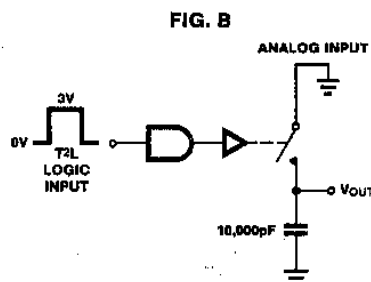 FIG. B
ANALOG INPUT
3V
0V
T²L
LOGIC
INPUT
VOUT
10,000pF